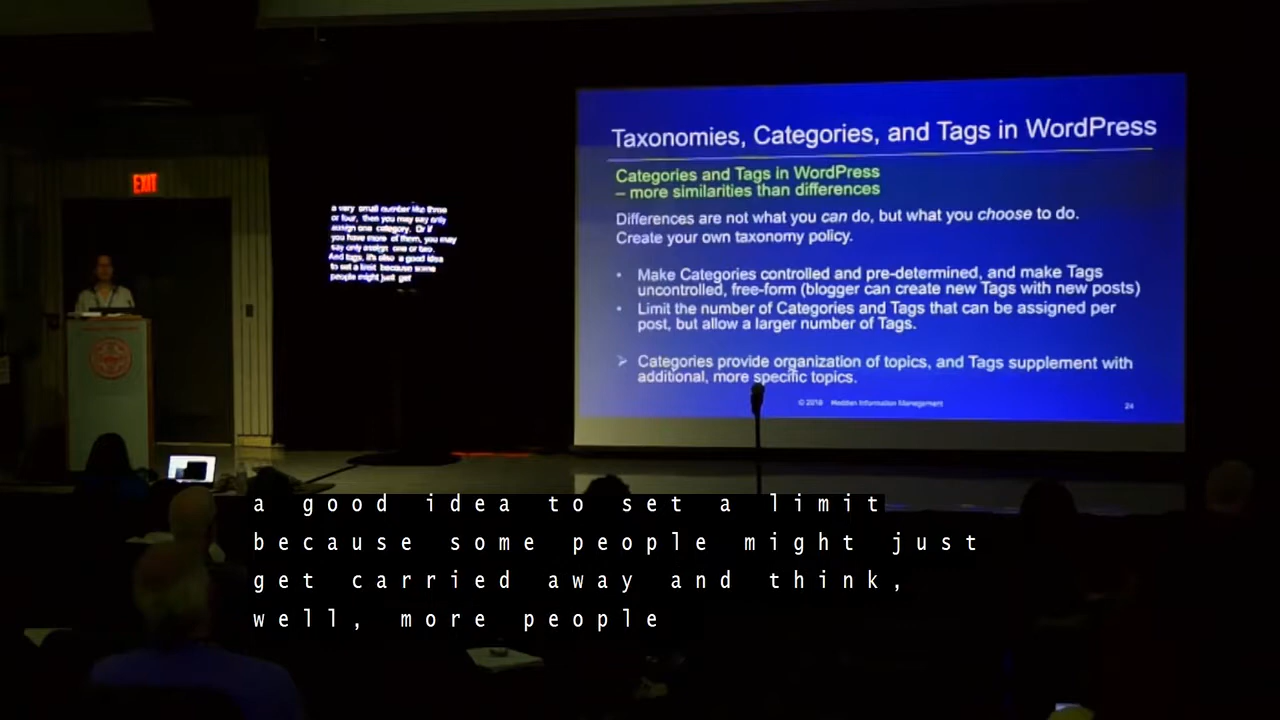 EXIT
a very small number like three
or four, then you may say only
assign one category. Or if
you have more of them, you may
say only assign one or two.
And tags, it's also a good idea
to set a limit because some
people might just get
Taxonomies, Categories, and Tags in WordPress
Categories and Tags in WordPress
– more similarities than differences
Differences are not what you can do, but what you choose to do.
Create your own taxonomy policy.
• Make Categories controlled and pre-determined, and make Tags
uncontrolled, free-form (blogger can create new Tags with new posts)
• Limit the number of Categories and Tags that can be assigned per
post, but allow a larger number of Tags.
➢ Categories provide organization of topics, and Tags supplement with
additional, more specific topics.
© 2018 Hedden Information Management
24
a good idea to set a limit
because some people might just
get carried away and think,
well, more people